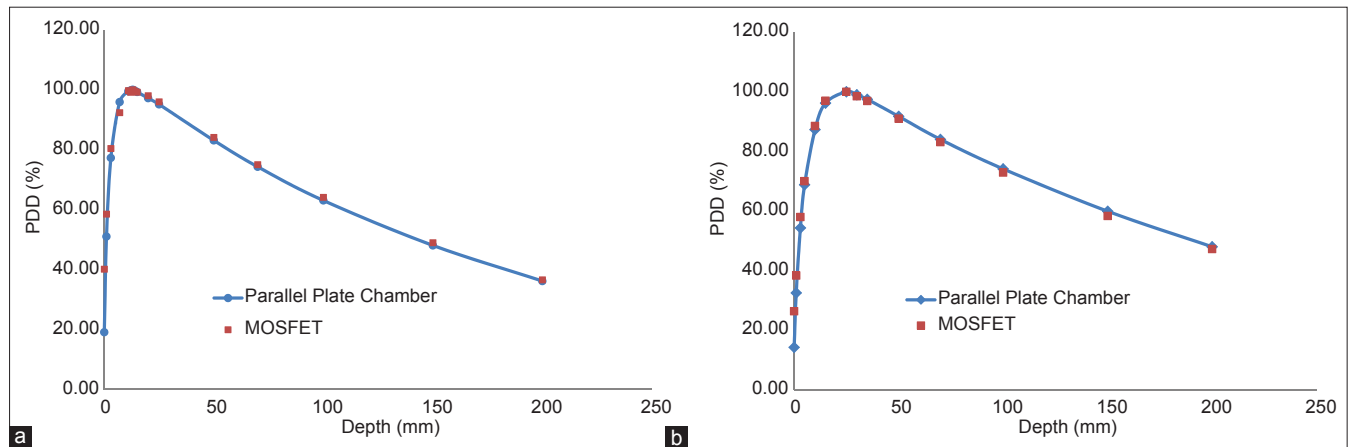 120.00
100.00
80.00
60.00
40.00
20.00
0.00
PDD (%)
Parallel Plate Chamber
MOSFET
0 50 100 150 200 250
Depth (mm)
a
120.00
100.00
80.00
60.00
40.00
20.00
0.00
PDD (%)
Parallel Plate Chamber
MOSFET
0 50 100 150 200 250
Depth (mm)
b